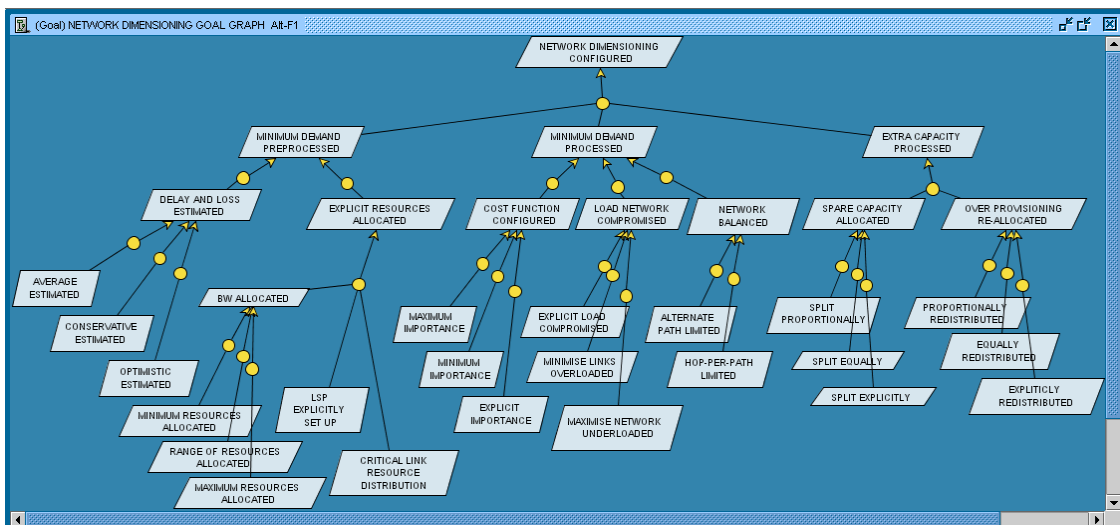 (Goal) NETWORK DIMENSIONING GOAL GRAPH Alt-F1
NETWORK DIMENSIONING
CONFIGURED
MINIMUM DEMAND
PREPROCESSED
MINIMUM DEMAND
PROCESSED
EXTRA CAPACITY
PROCESSED
DELAY AND LOSS
ESTIMATED
EXPLICIT RESOURCES
ALLOCATED
COST FUNCTION
CONFIGURED
LOAD NETWORK
COMPROMISED
NETWORK
BALANCED
SPARE CAPACITY
ALLOCATED
OVER PROVISIONING
RE-ALLOCATED
AVERAGE
ESTIMATED
BW ALLOCATED
MAXIMUM
IMPORTANCE
EXPLICIT LOAD
COMPROMISED
ALTERNATE
PATH LIMITED
SPLIT
PROPORTIONALLY
PROPORTIONALLY
REDISTRIBUTED
CONSERVATIVE
ESTIMATED
EQUALLY
REDISTRIBUTED
OPTIMISTIC
ESTIMATED
MINIMUM
IMPORTANCE
MINIMISE LINKS
OVERLOADED
HOP-PER-PATH
LIMITED
SPLIT EQUALLY
SPLIT EXPLICITLY
EXPLITICLY
REDISTRIBUTED
MINIMUM RESOURCES
ALLOCATED
LSP
EXPLICITLY
SET UP
EXPLICIT
IMPORTANCE
MAXIMISE NETWORK
UNDERLOADED
RANGE OF RESOURCES
ALLOCATED
CRITICAL LINK
RESOURCE
DISTRIBUTION
MAXIMUM RESOURCES
ALLOCATED